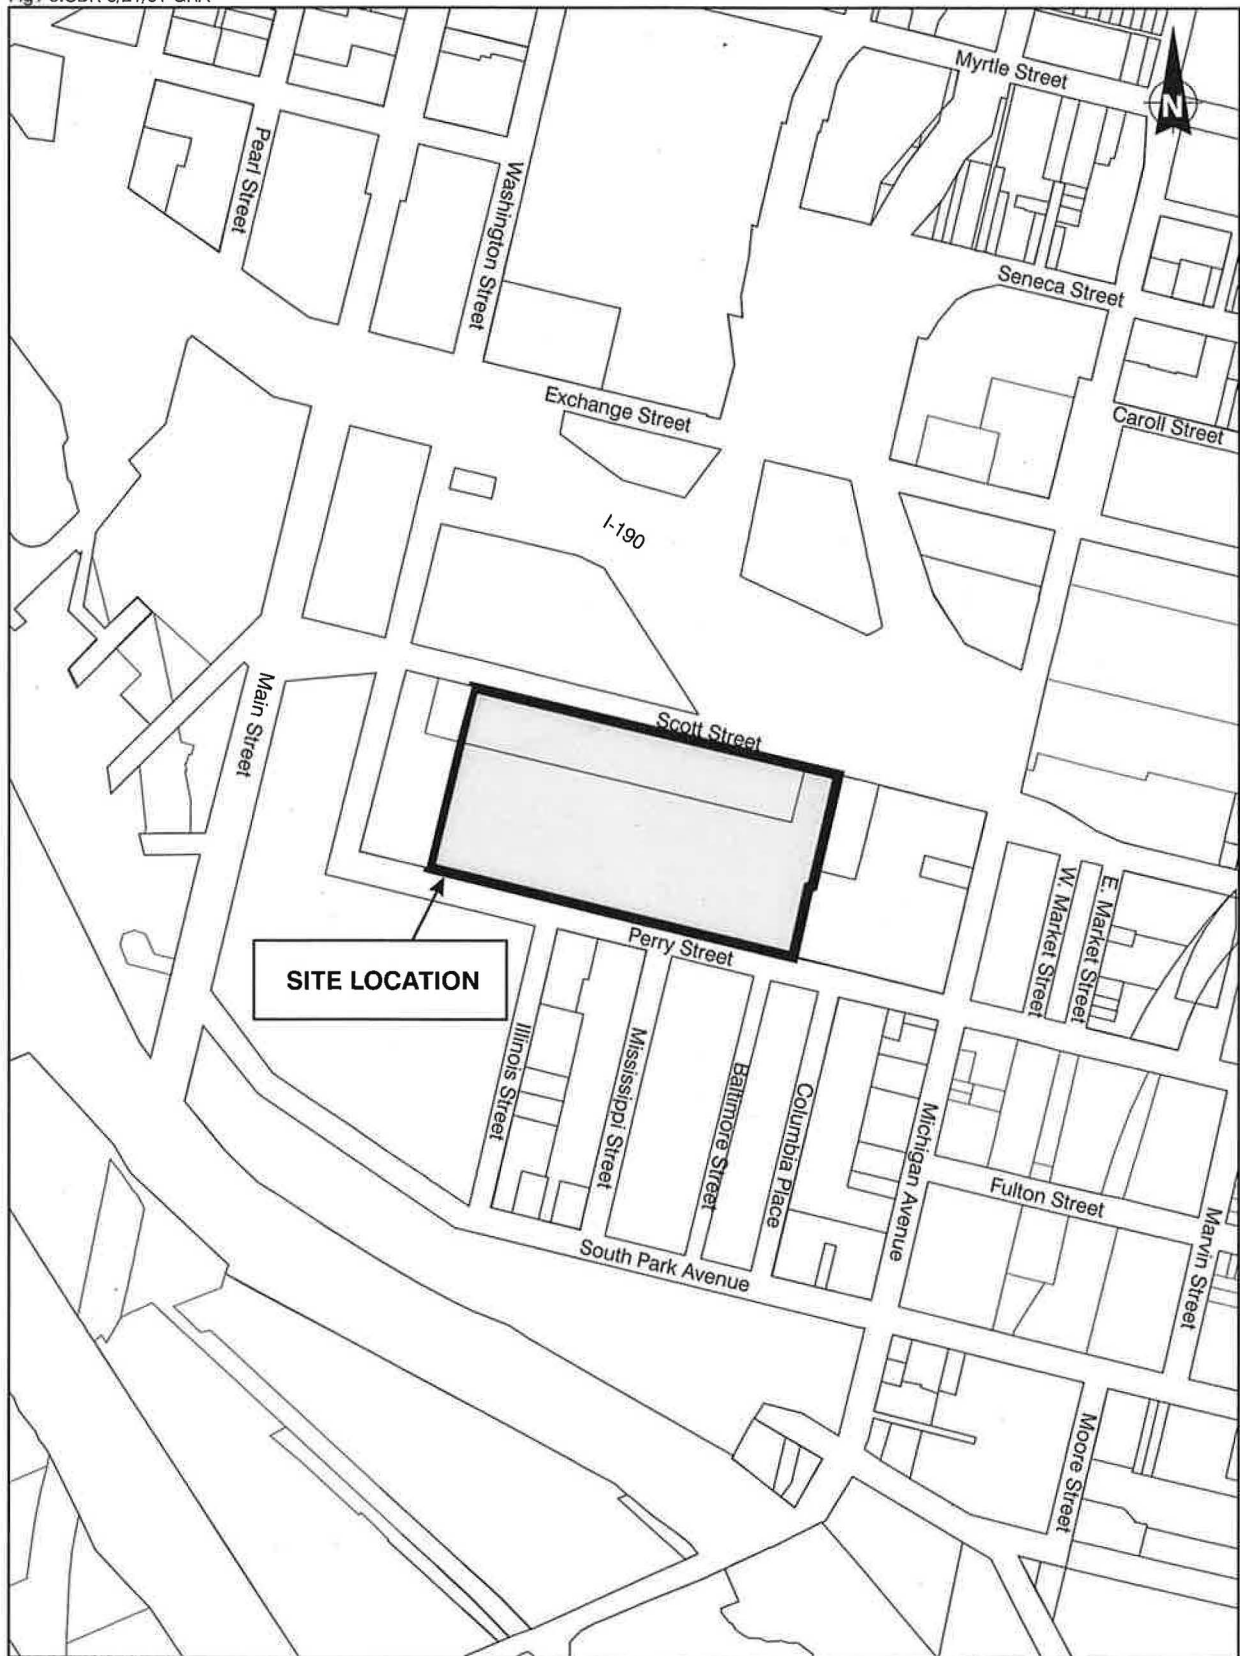 Myrtle Street
N
Pearl Street
Washington Street
Seneca Street
Exchange Street
Caroll Street
I-190
Main Street
Scott Street
W. Market Street
E. Market Street
Perry Street
SITE LOCATION
Illinois Street
Mississippi Street
Baltimore Street
Columbia Place
Michigan Avenue
Fulton Street
Marvin Street
South Park Avenue
Moore Street